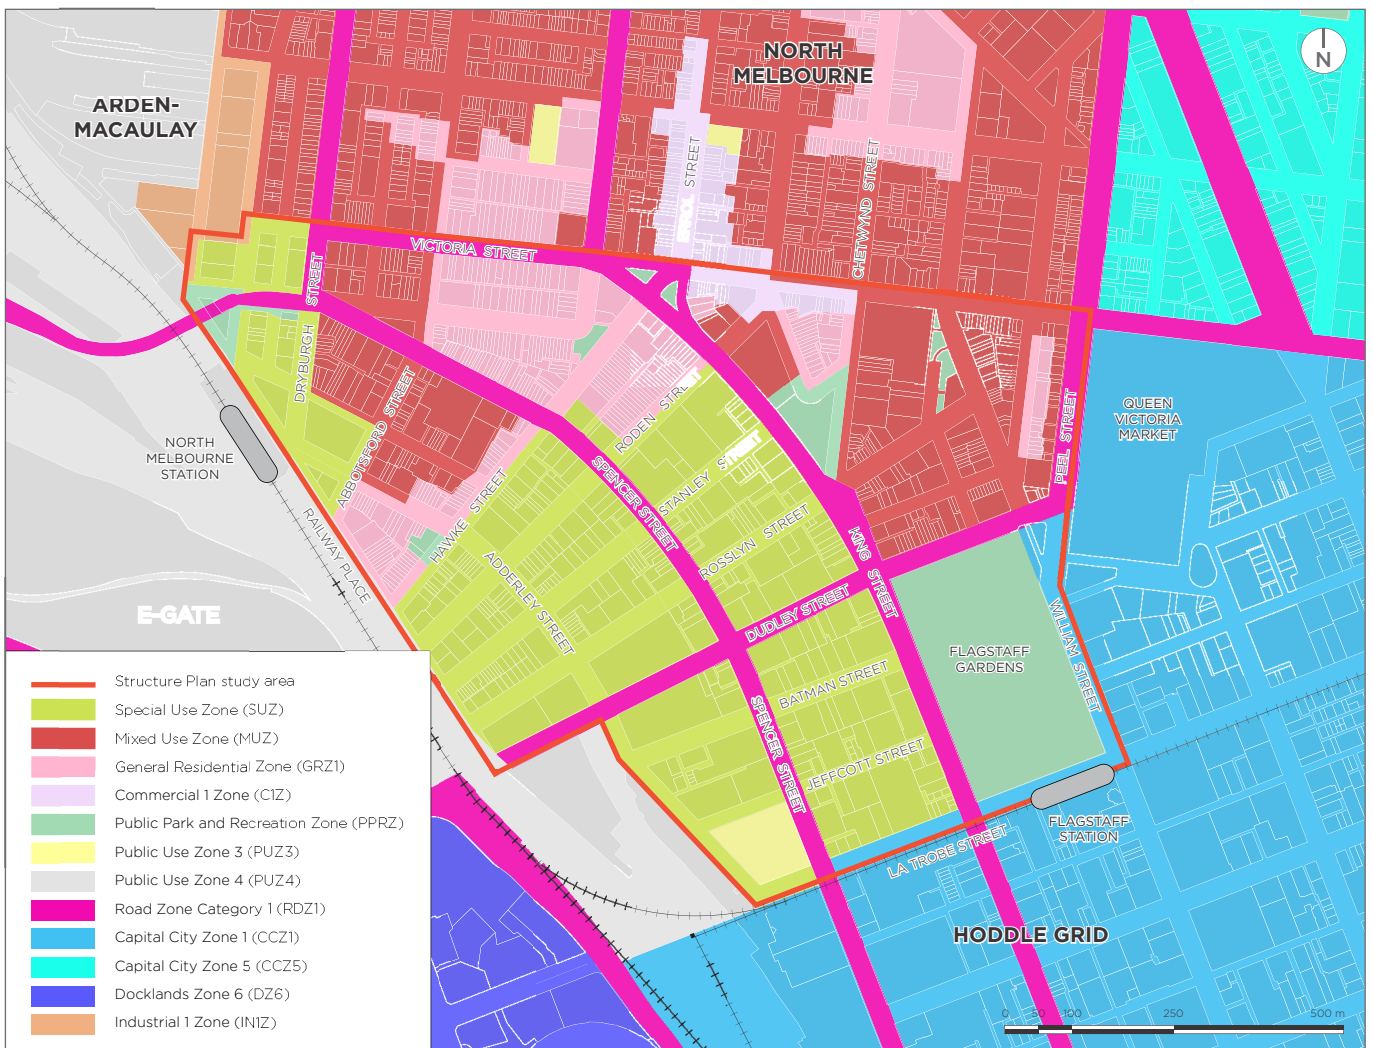 NORTH
MELBOURNE
N
ARDEN-
MACAULAY
ERROL STREET
CHETWYND STREET
VICTORIA STREET
STREET
DRYBURGH
ABBOTSFORD STREET
PEEL STREET
QUEEN
VICTORIA
MARKET
NORTH
MELBOURNE
STATION
RODEN STREET
STANLEY STREET
SPENCER STREET
HAWKE STREET
ROSSLYN STREET
KING STREET
RAILWAY PLACE
ADDERLEY STREET
DUDLEY STREET
E-GATE
WILLIAM STREET
FLAGSTAFF
GARDENS
BATMAN STREET
SPENCER STREET
JEFFCOTT STREET
FLAGSTAFF
STATION
LA TROBE STREET
HODDLE GRID
Structure Plan study area
Special Use Zone (SUZ)
Mixed Use Zone (MUZ)
General Residential Zone (GRZ1)
Commercial 1 Zone (C1Z)
Public Park and Recreation Zone (PPRZ)
Public Use Zone 3 (PUZ3)
Public Use Zone 4 (PUZ4)
Road Zone Category 1 (RDZ1)
Capital City Zone 1 (CCZ1)
Capital City Zone 5 (CCZ5)
Docklands Zone 6 (DZ6)
Industrial 1 Zone (IN1Z)
0 50 100 250 500 m